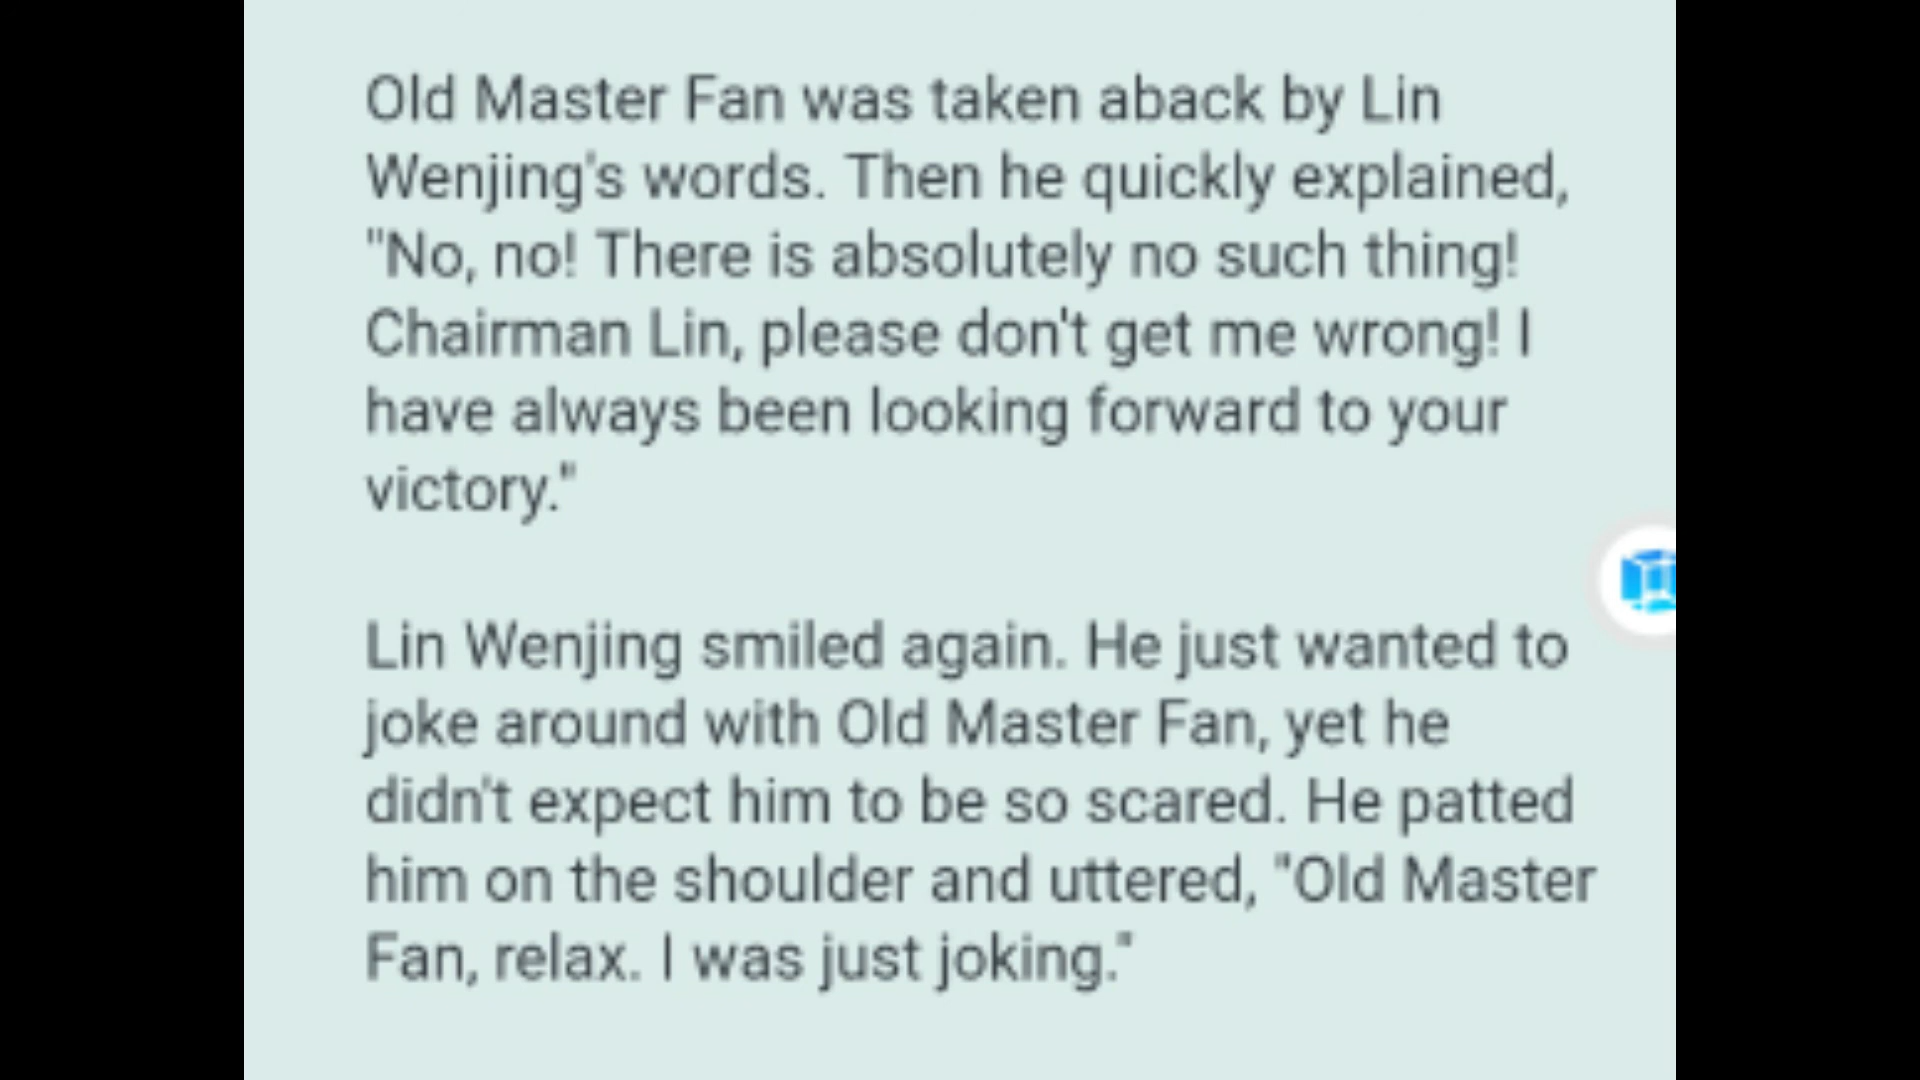 Old Master Fan was taken aback by Lin
Wenjing's words. Then he quickly explained,
"No, no! There is absolutely no such thing!
Chairman Lin, please don't get me wrong! I
have always been looking forward to your
victory."
Lin Wenjing smiled again. He just wanted to
joke around with Old Master Fan, yet he
didn't expect him to be so scared. He patted
him on the shoulder and uttered, "Old Master
Fan, relax. I was just joking."